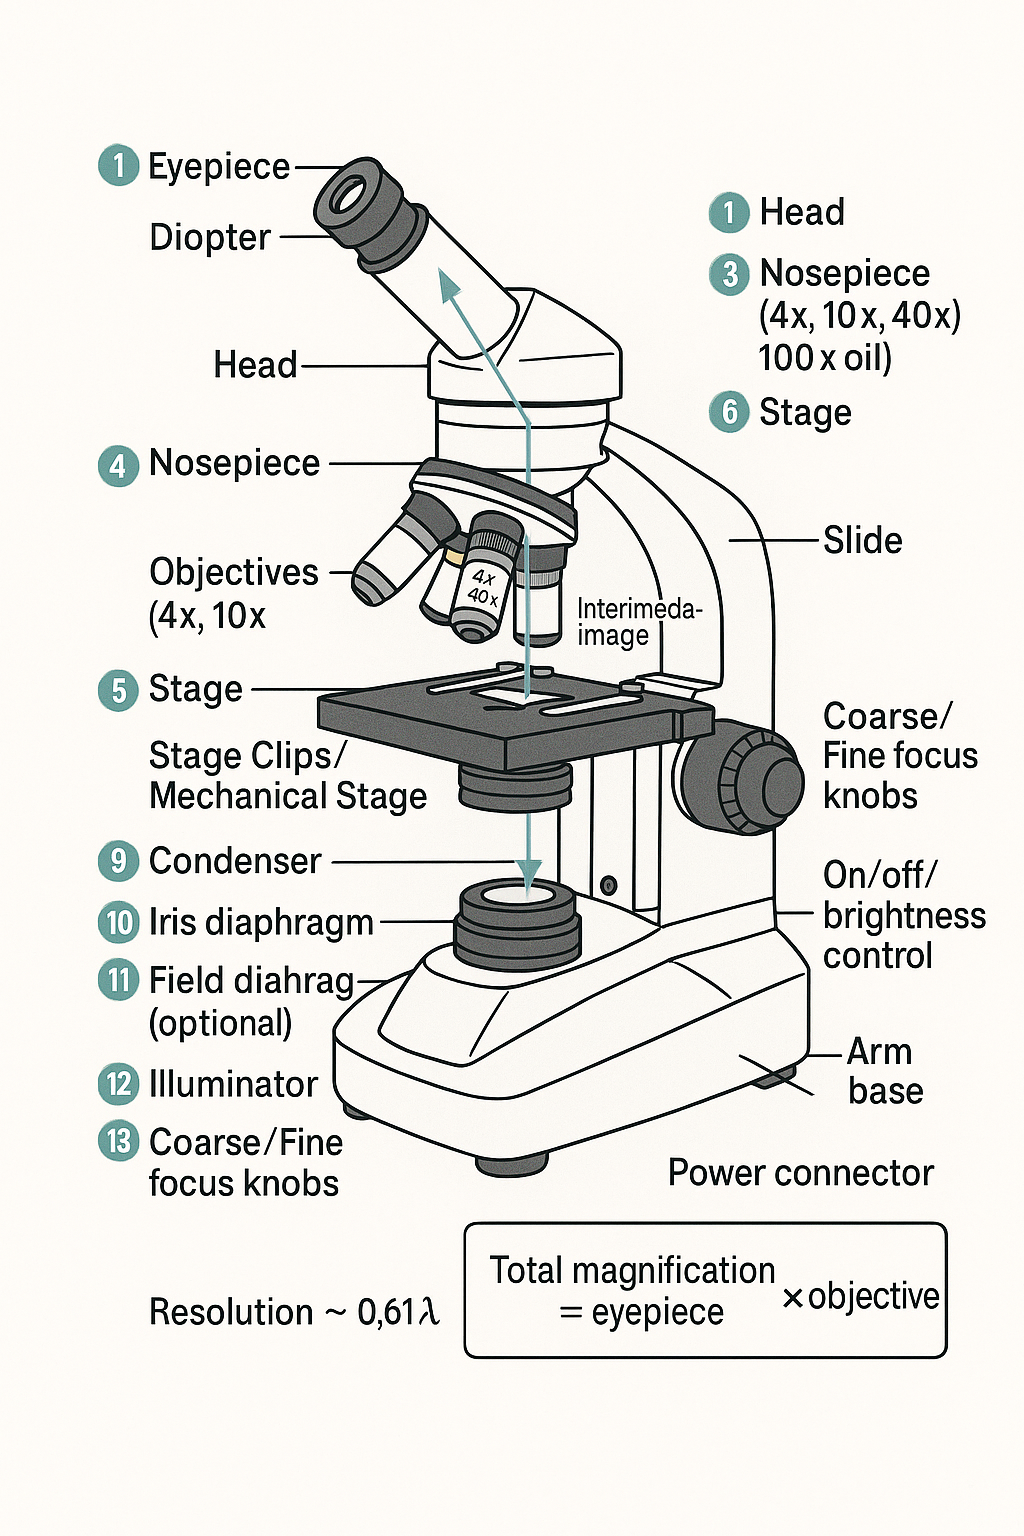 1 Eyepiece
Diopter
Head
4 Nosepiece
Objectives
(4x, 10x
5 Stage
Stage Clips/
Mechanical Stage
9 Condenser
10 Iris diaphragm
11 Field diahrag
(optional)
12 Illuminator
13 Coarse/Fine
focus knobs
1 Head
3 Nosepiece
(4x, 10x, 40x)
100x oil)
6 Stage
Slide
4x
40x
Interimeda-
image
Coarse/
Fine focus
knobs
On/off/
brightness
control
Arm
base
Power connector
Resolution ~ 0,61λ
Total magnification
= eyepiece × objective